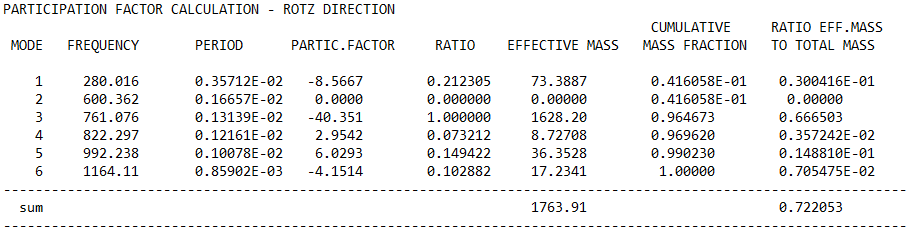 PARTICIPATION FACTOR CALCULATION - ROTZ DIRECTION
CUMULATIVE RATIO EFF.MASS
MODE FREQUENCY PERIOD PARTIC.FACTOR RATIO EFFECTIVE MASS MASS FRACTION TO TOTAL MASS
1 280.016 0.35712E-02 -8.5667 0.212305 73.3887 0.416058E-01 0.300416E-01
2 600.362 0.16657E-02 0.0000 0.000000 0.00000 0.416058E-01 0.00000
3 761.076 0.13139E-02 -40.351 1.000000 1628.20 0.964673 0.666503
4 822.297 0.12161E-02 2.9542 0.073212 8.72708 0.969620 0.357242E-02
5 992.238 0.10078E-02 6.0293 0.149422 36.3528 0.990230 0.148810E-01
6 1164.11 0.85902E-03 -4.1514 0.102882 17.2341 1.00000 0.705475E-02
-----------------------------------------------------------------------------------------------------------------
sum 1763.91 0.722053
-----------------------------------------------------------------------------------------------------------------